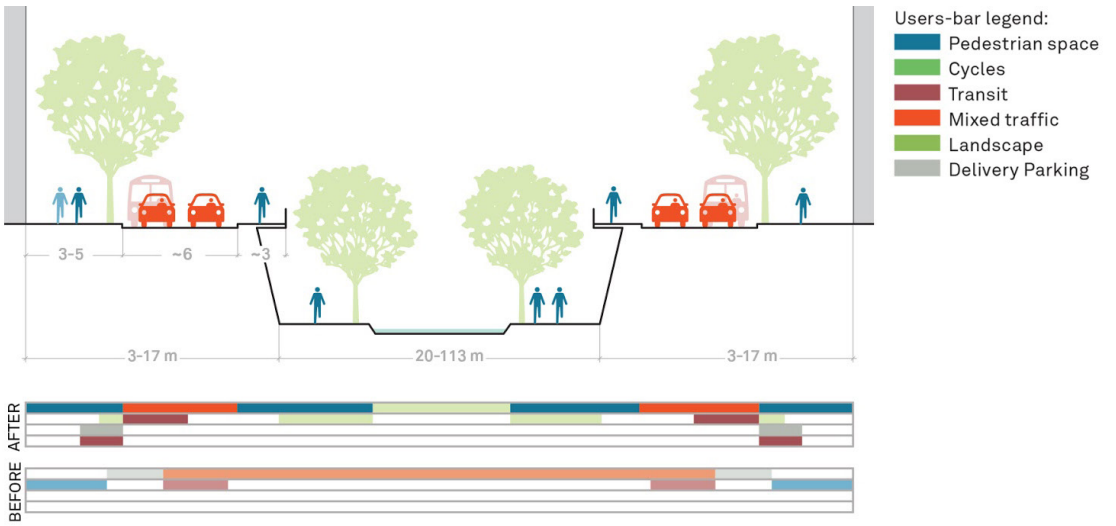 Users-bar legend:
Pedestrian space
Cycles
Transit
Mixed traffic
Landscape
Delivery Parking
3-5
~6
~3
3-17 m
20-113 m
3-17 m
AFTER
BEFORE